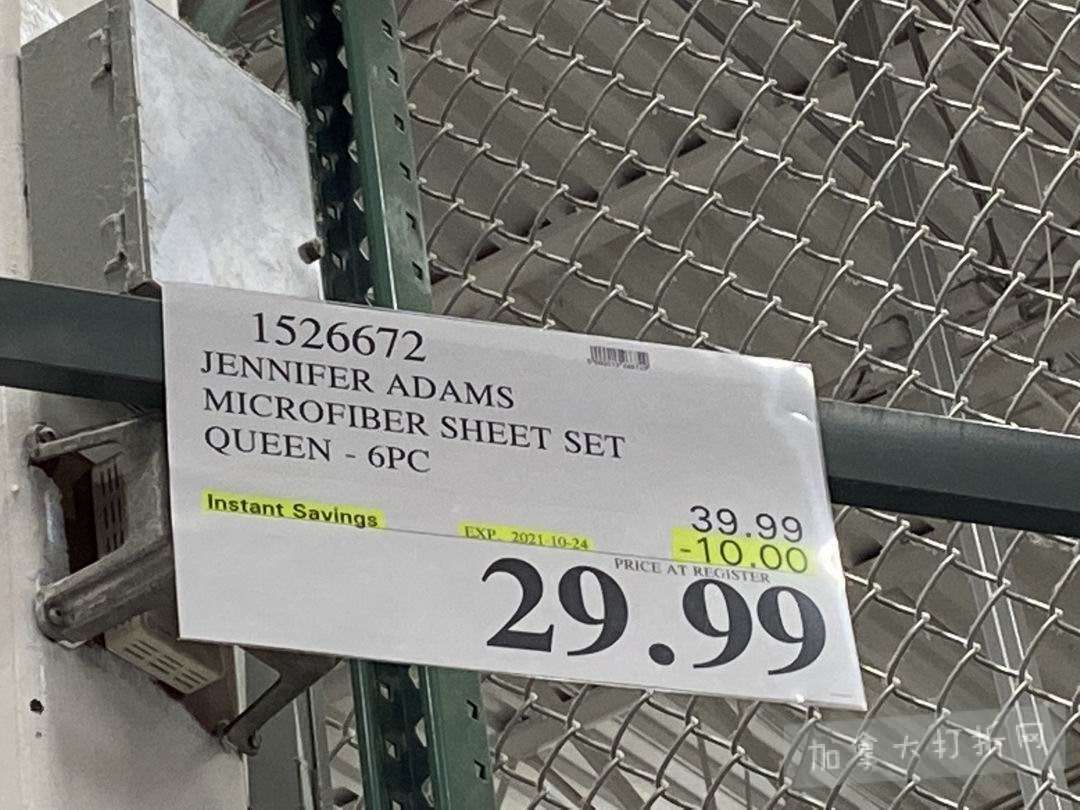 1526672
JENNIFER ADAMS
MICROFIBER SHEET SET
QUEEN - 6PC
39.99
Instant Savings EXP. 2021-10-24 -10.00
PRICE AT REGISTER
29.99
加拿大打折网